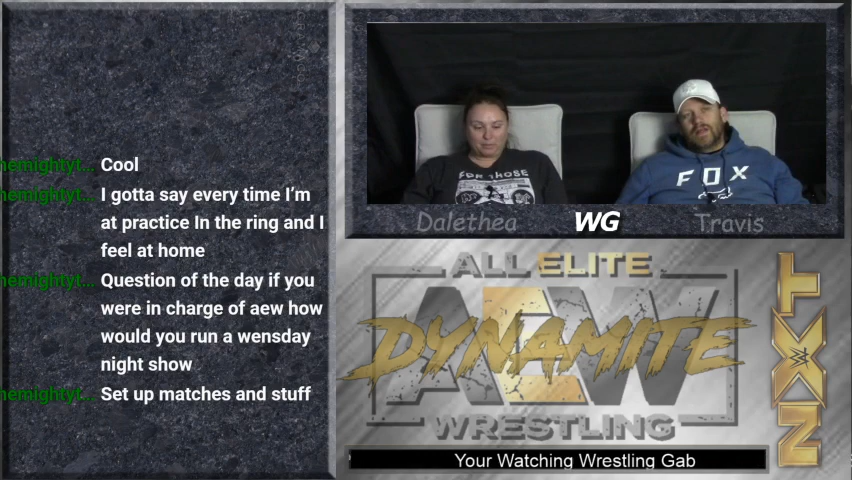 hemightyt... Cool
hemightyt... I gotta say every time I'm
at practice In the ring and I
feel at home
hemightyt... Question of the day if you
were in charge of aew how
would you run a wensday
night show
hemightyt... Set up matches and stuff
FOR THOSE
FOX
Dalethea WG Travis
ALL ELITE
AEW
DYNAMITE
WRESTLING
NXT
W
Your Watching Wrestling Gab